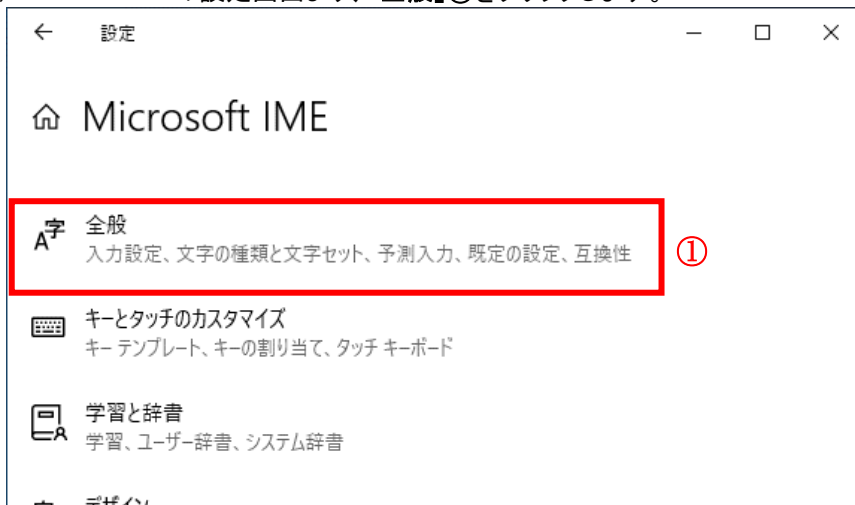 設定
Microsoft IME
全般
入力設定、文字の種類と文字セット、予測入力、既定の設定、互換性
①
キーとタッチのカスタマイズ
キー テンプレート、キーの割り当て、タッチ キーボード
学習と辞書
学習、ユーザー辞書、システム辞書
デザイン